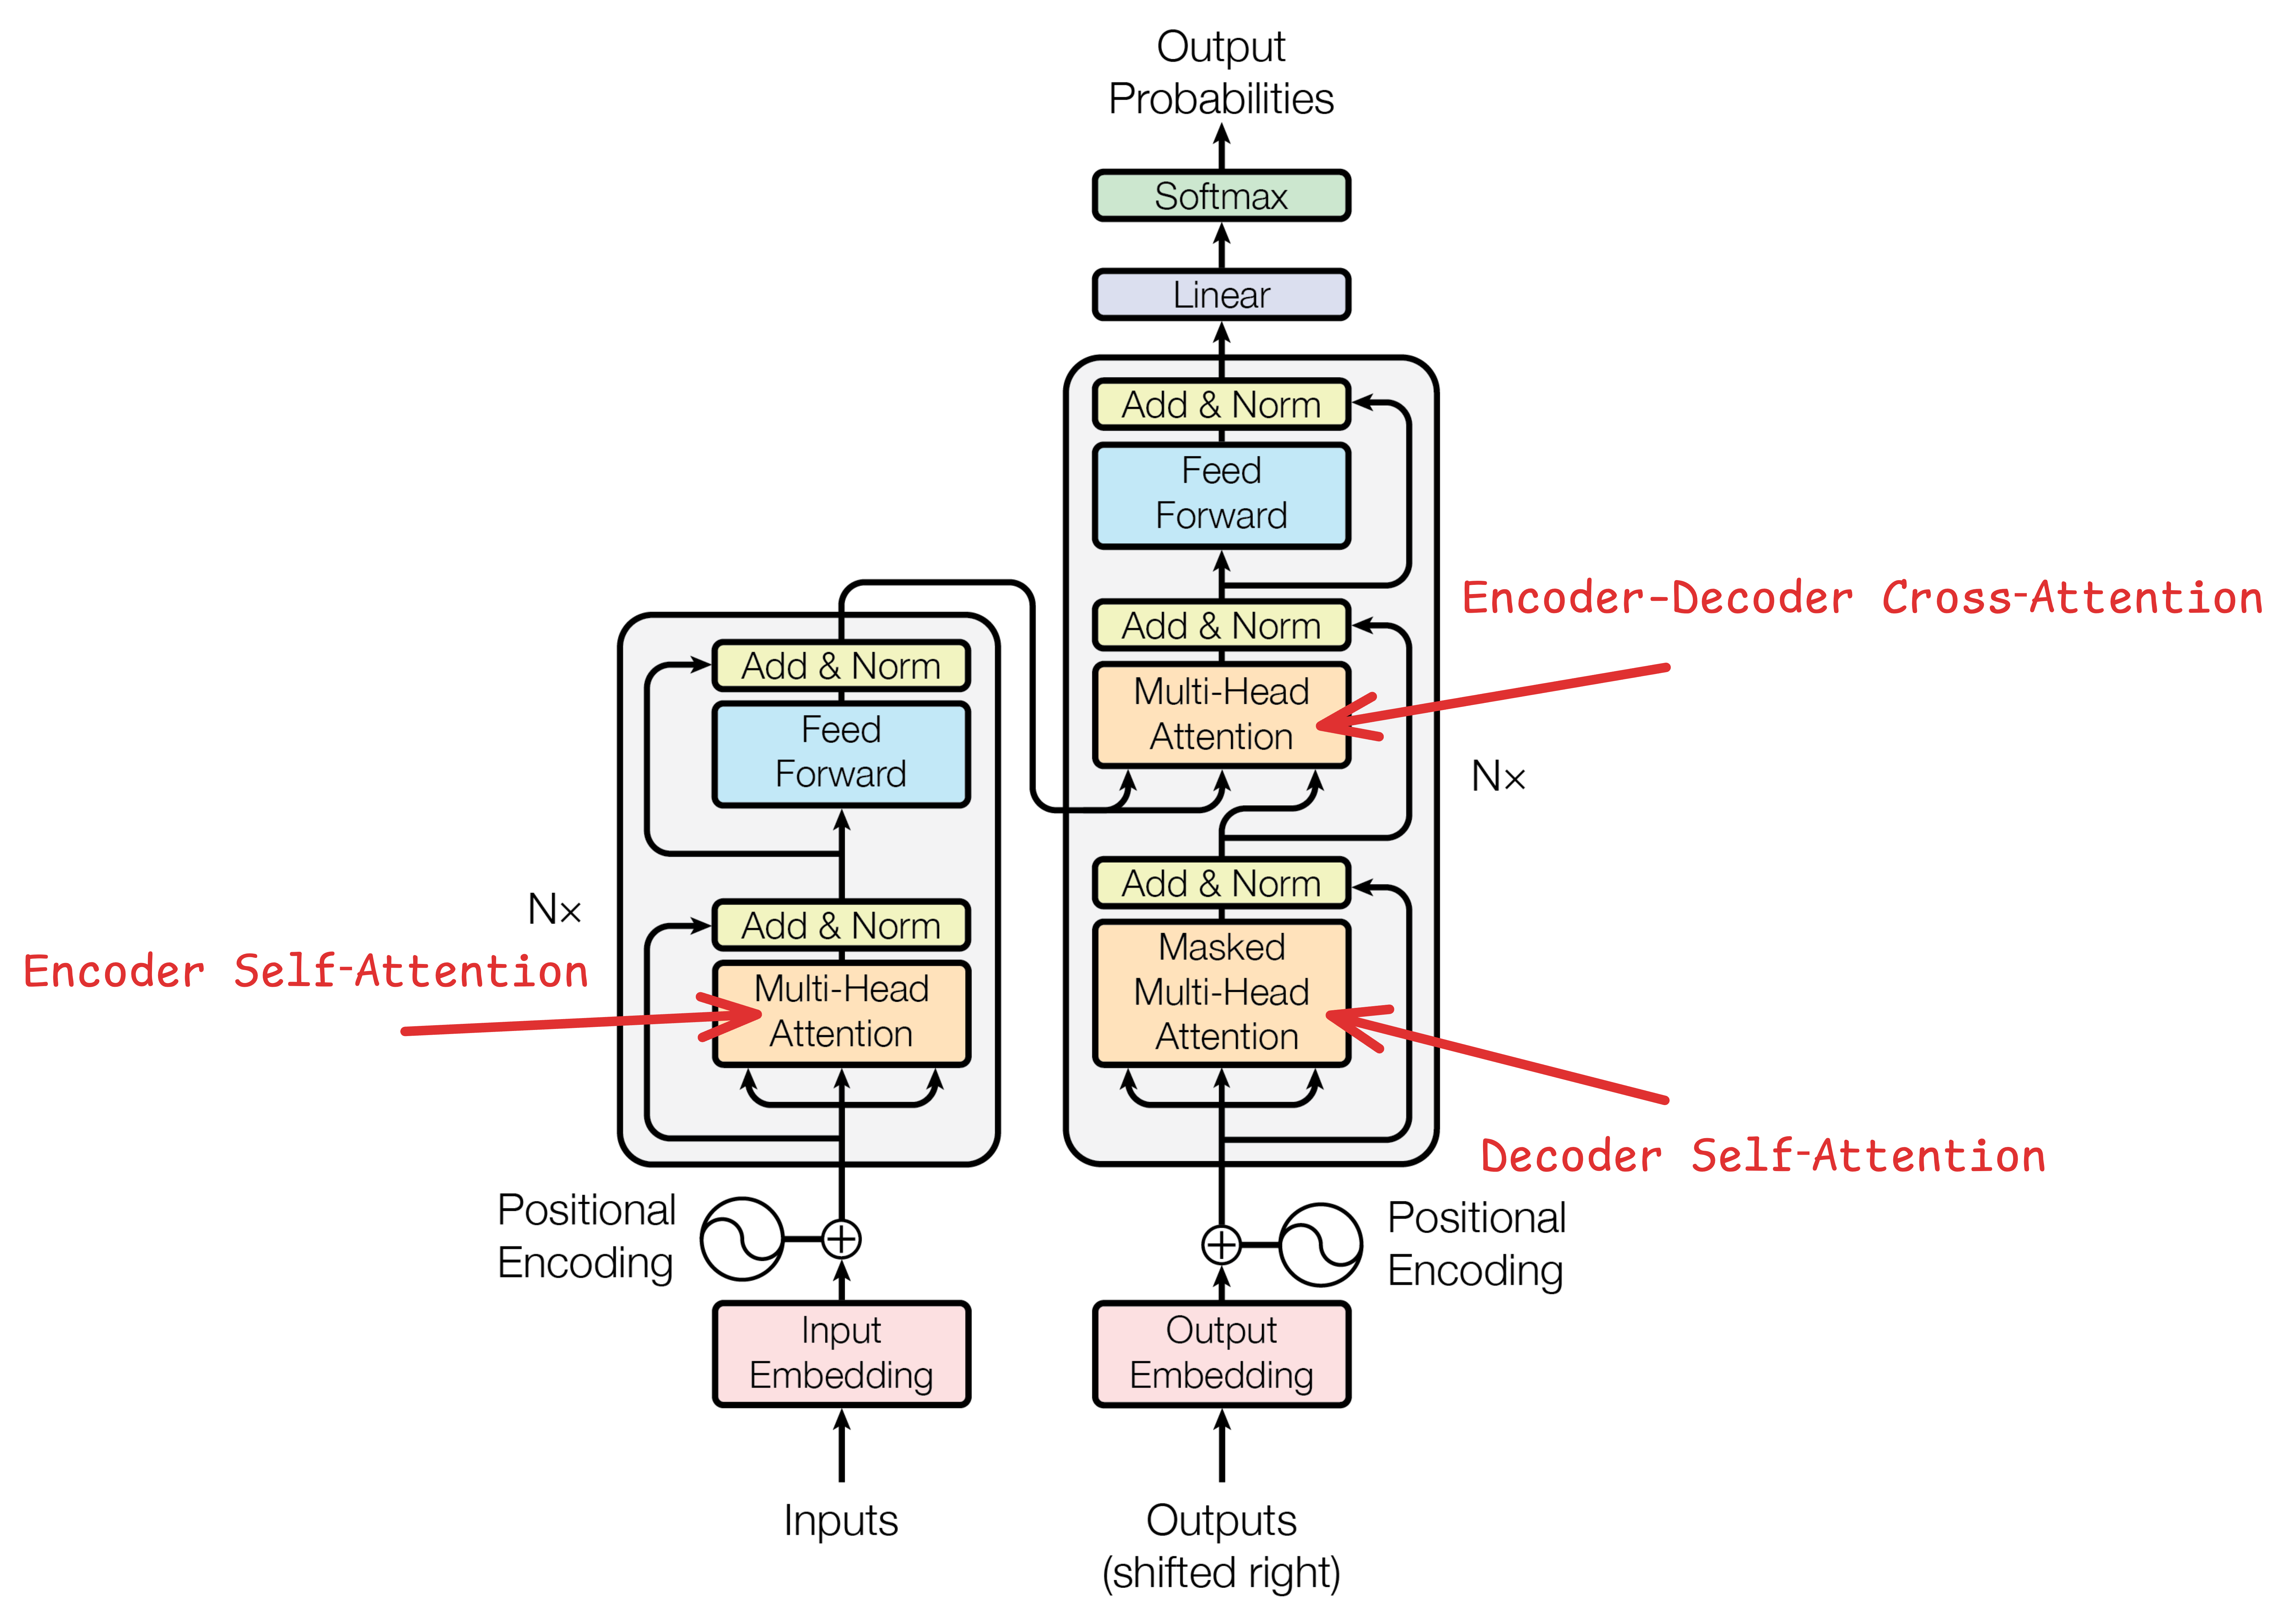 Output
Probabilities
Softmax
Linear
Add & Norm
Feed
Forward
Add & Norm
Multi-Head
Attention
Encoder-Decoder Cross-Attention
Nx
Add & Norm
Masked
Multi-Head
Attention
Decoder Self-Attention
Add & Norm
Feed
Forward
Nx
Add & Norm
Encoder Self-Attention
Multi-Head
Attention
Positional
Encoding
Positional
Encoding
Input
Embedding
Output
Embedding
Inputs
Outputs
(shifted right)